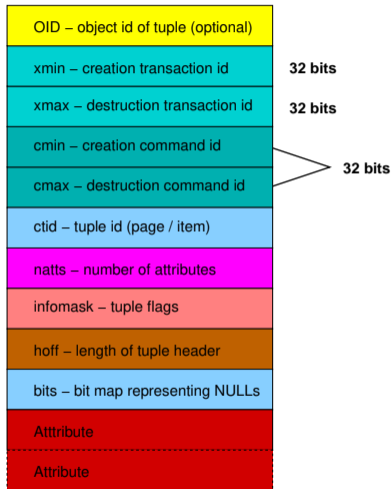 OID – object id of tuple (optional)
xmin – creation transaction id 32 bits
xmax – destruction transaction id 32 bits
cmin – creation command id
32 bits
cmax – destruction command id
ctid – tuple id (page / item)
natts – number of attributes
infomask – tuple flags
hoff – length of tuple header
bits – bit map representing NULLs
Atttribute
Attribute